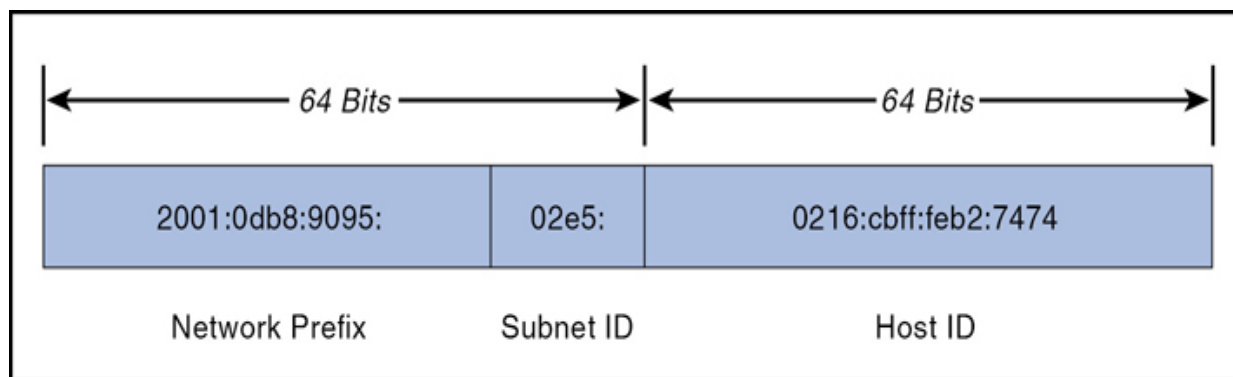 64 Bits 64 Bits
2001:0db8:9095: 02e5: 0216:cbff:feb2:7474
Network Prefix Subnet ID Host ID